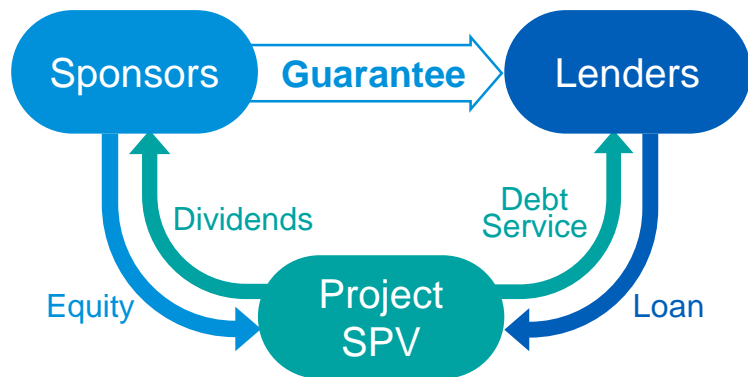 Sponsors
Guarantee
Lenders
Dividends
Debt
Service
Equity
Project
SPV
Loan